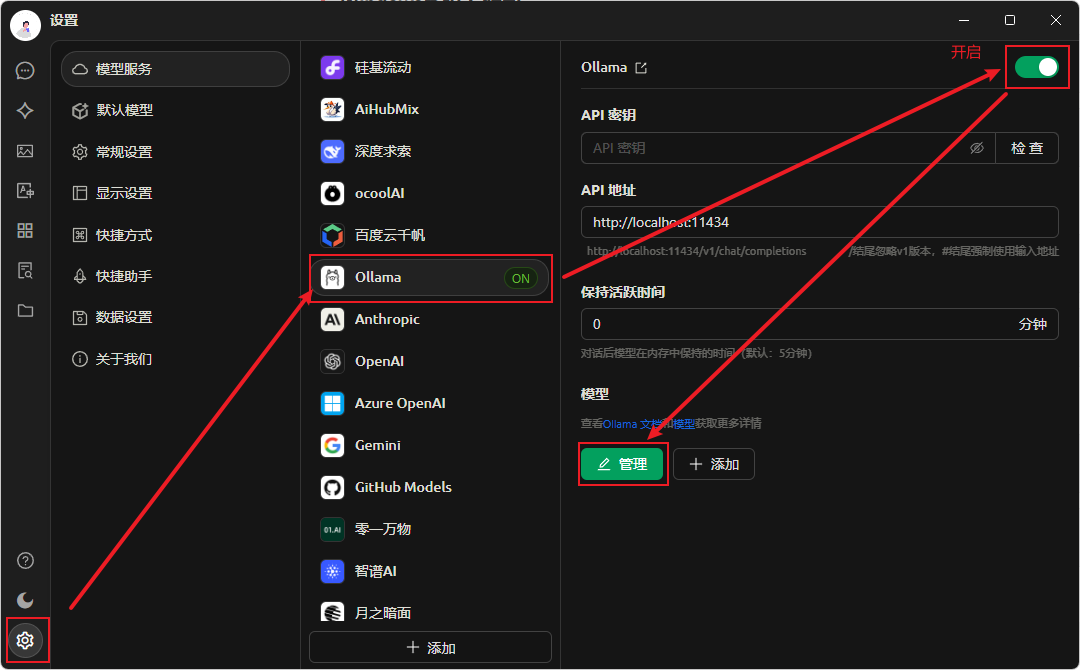 设置
模型服务
默认模型
常规设置
显示设置
快捷方式
快捷助手
数据设置
关于我们
硅基流动
AiHubMix
深度求索
ocoolAI
百度云千帆
Ollama ON
Anthropic
OpenAI
Azure OpenAI
Gemini
GitHub Models
01.AI 零一万物
智谱AI
月之暗面
添加
Ollama
开启
API 密钥
API 密钥 检 查
API 地址
http://localhost:11434
http://localhost:11434/v1/chat/completions /结尾忽略v1版本，#结尾强制使用输入地址
保持活跃时间
0 分钟
对话后模型在内存中保持的时间（默认：5分钟）
模型
查看Ollama 文档和模型获取更多详情
管理 添加